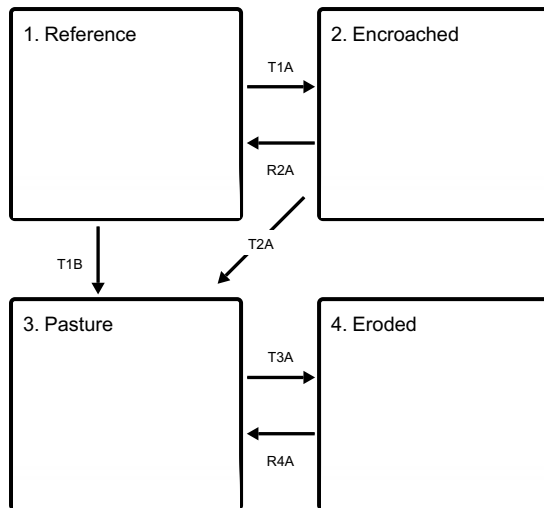 1. Reference
2. Encroached
T1A
R2A
T2A
T1B
3. Pasture
4. Eroded
T3A
R4A